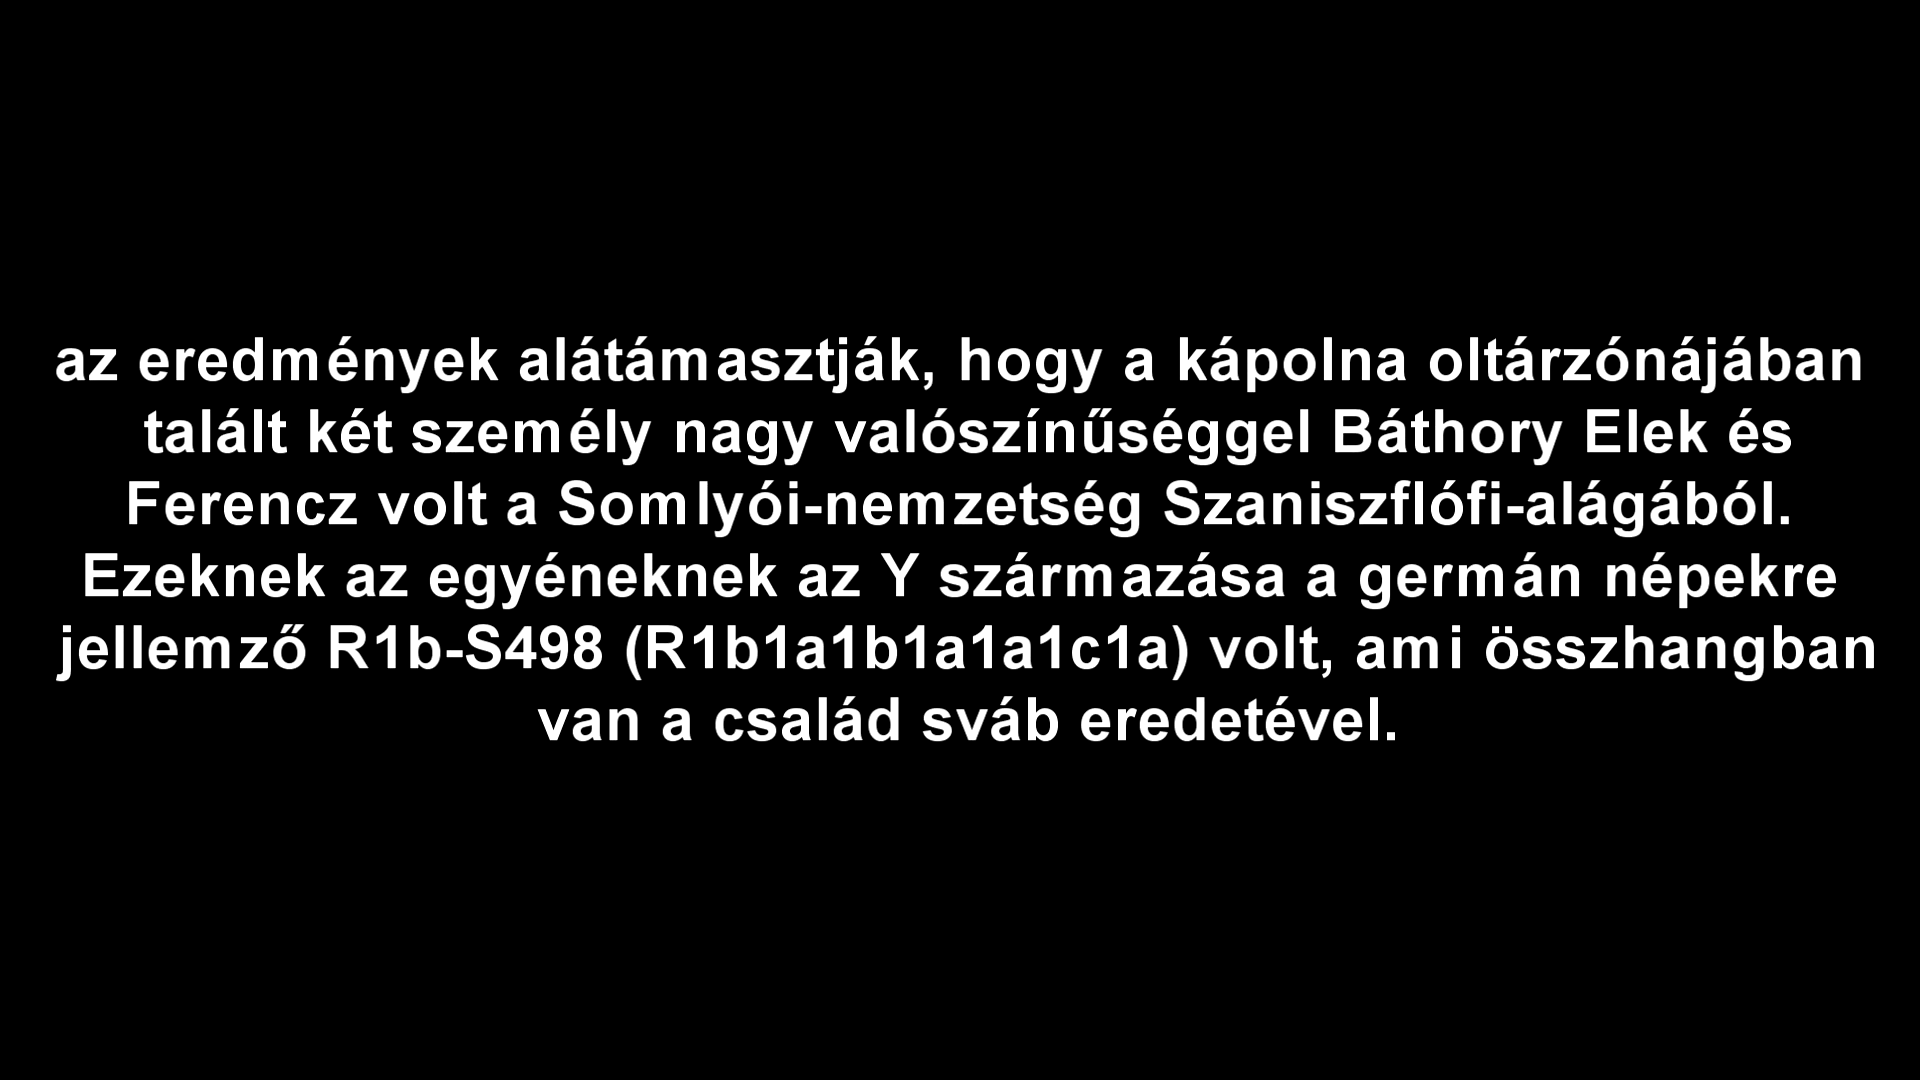 az eredmények alátámasztják, hogy a kápolna oltárzónájában
talált két személy nagy valószínűséggel Báthory Elek és
Ferencz volt a Somlyói-nemzetség Szaniszflófi-alágából.
Ezeknek az egyéneknek az Y származása a germán népekre
jellemző R1b-S498 (R1b1a1b1a1a1c1a) volt, ami összhangban
van a család sváb eredetével.